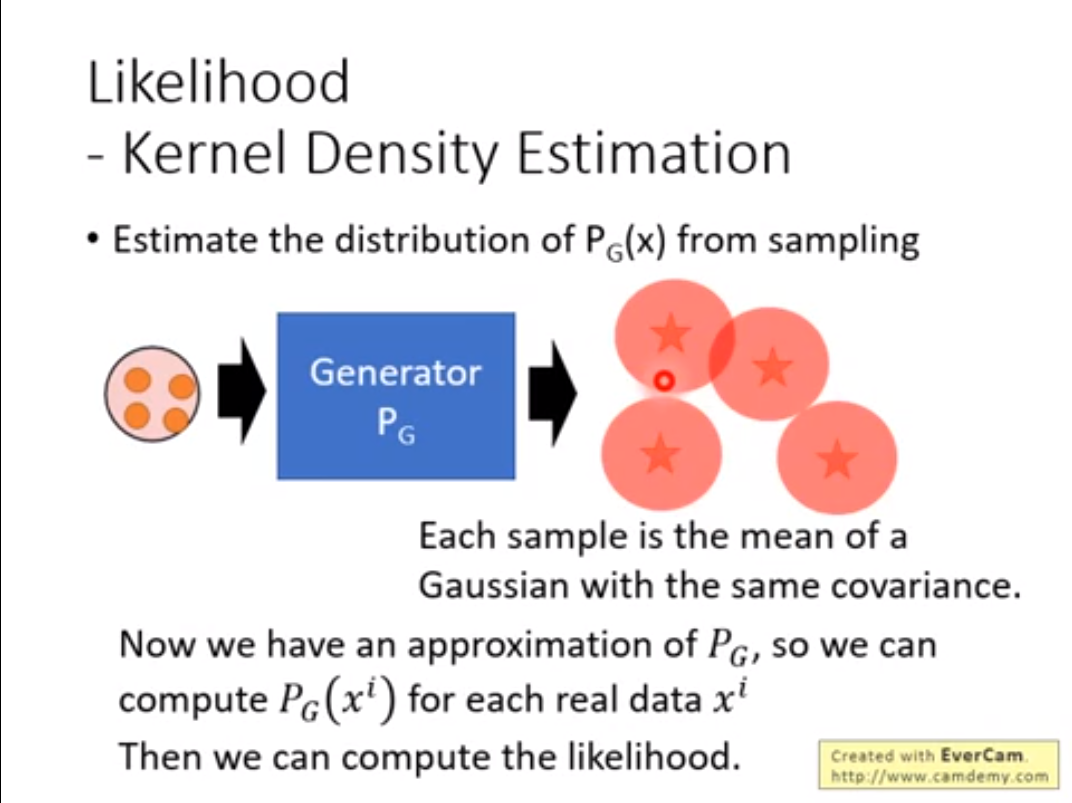 Likelihood
- Kernel Density Estimation
• Estimate the distribution of P_G(x) from sampling
Generator
P_G
Each sample is the mean of a
Gaussian with the same covariance.
Now we have an approximation of P_G, so we can
compute P_G(x^i) for each real data x^i
Then we can compute the likelihood.
Created with EverCam.
http://www.camdemy.com